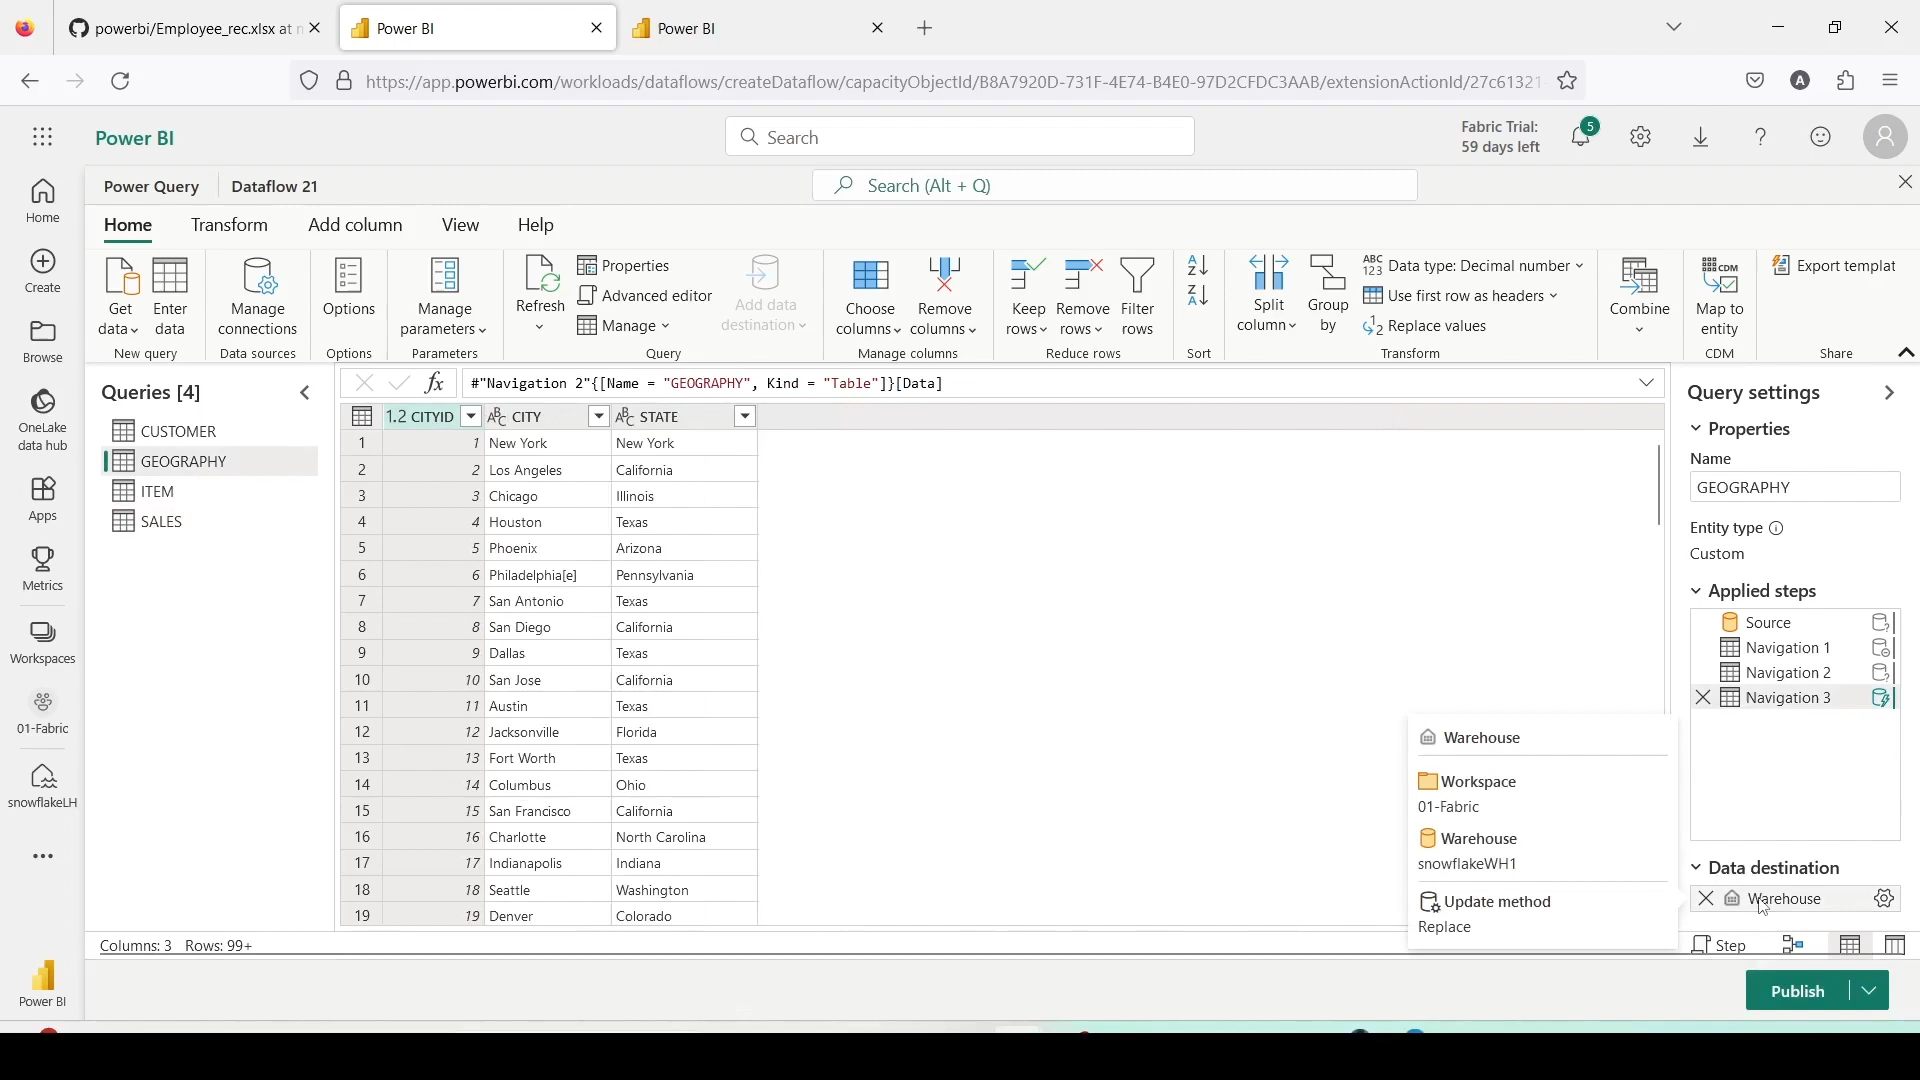 powerbi/Employee_rec.xlsx at n
Power BI
Power BI
https://app.powerbi.com/workloads/dataflows/createDataflow/capacityObjectId/B8A7920D-731F-4E74-B4E0-97D2CFDC3AAB/extensionActionId/27c61321-
A
Power BI
Search
Fabric Trial:
59 days left
5
Power Query
Dataflow 21
Search (Alt + Q)
Home
Transform
Add column
View
Help
Get data
Enter data
New query
Manage connections
Data sources
Options
Options
Manage parameters
Parameters
Refresh
Properties
Advanced editor
Manage
Add data destination
Query
Choose columns
Remove columns
Manage columns
Keep rows
Remove rows
Filter rows
Reduce rows
Sort
Split column
Group by
Data type: Decimal number
Use first row as headers
Replace values
Transform
Combine
Map to entity
CDM
Export templat
Share
Home
Create
Browse
OneLake data hub
Apps
Metrics
Workspaces
01-Fabric
snowflakeLH
Power BI
Queries [4]
CUSTOMER
GEOGRAPHY
ITEM
SALES
fx
#"Navigation 2"{[Name = "GEOGRAPHY", Kind = "Table"]}[Data]
1.2 CITYID ABC CITY ABC STATE
1 1 New York New York
2 2 Los Angeles California
3 3 Chicago Illinois
4 4 Houston Texas
5 5 Phoenix Arizona
6 6 Philadelphia[e] Pennsylvania
7 7 San Antonio Texas
8 8 San Diego California
9 9 Dallas Texas
10 10 San Jose California
11 11 Austin Texas
12 12 Jacksonville Florida
13 13 Fort Worth Texas
14 14 Columbus Ohio
15 15 San Francisco California
16 16 Charlotte North Carolina
17 17 Indianapolis Indiana
18 18 Seattle Washington
19 19 Denver Colorado
Columns: 3 Rows: 99+
Warehouse
Workspace
01-Fabric
Warehouse
snowflakeWH1
Update method
Replace
Query settings
Properties
Name
GEOGRAPHY
Entity type
Custom
Applied steps
Source
Navigation 1
Navigation 2
Navigation 3
Data destination
Warehouse
Step
Publish